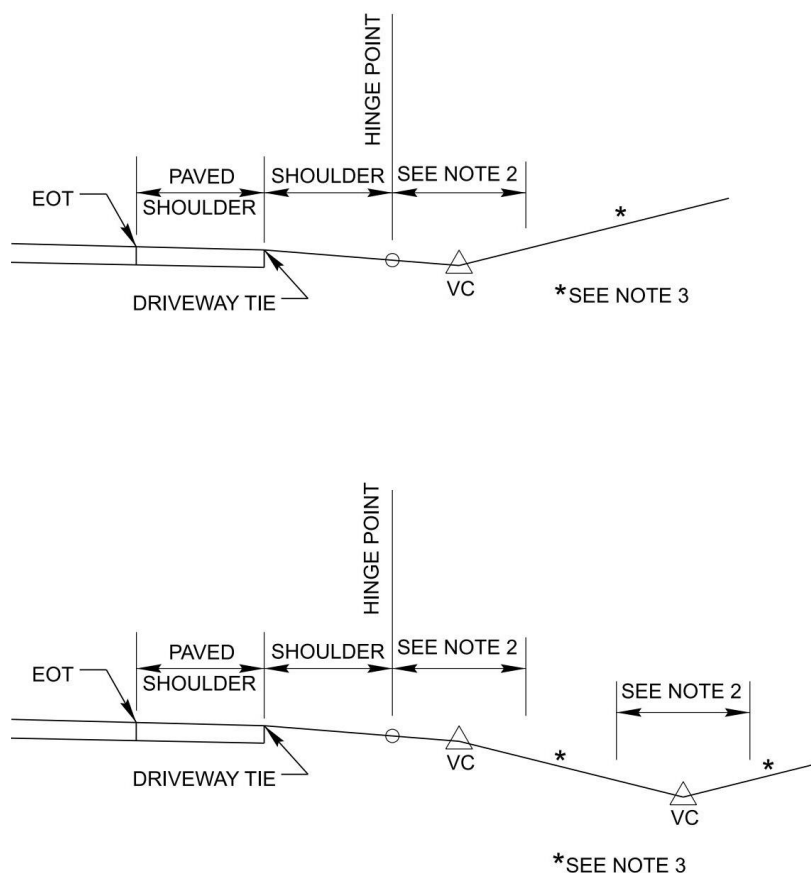 HINGE POINT
PAVED
SHOULDER
SHOULDER
SEE NOTE 2
EOT
DRIVEWAY TIE
VC
*
*SEE NOTE 3
HINGE POINT
PAVED
SHOULDER
SHOULDER
SEE NOTE 2
EOT
SEE NOTE 2
DRIVEWAY TIE
VC
*
*
VC
*SEE NOTE 3